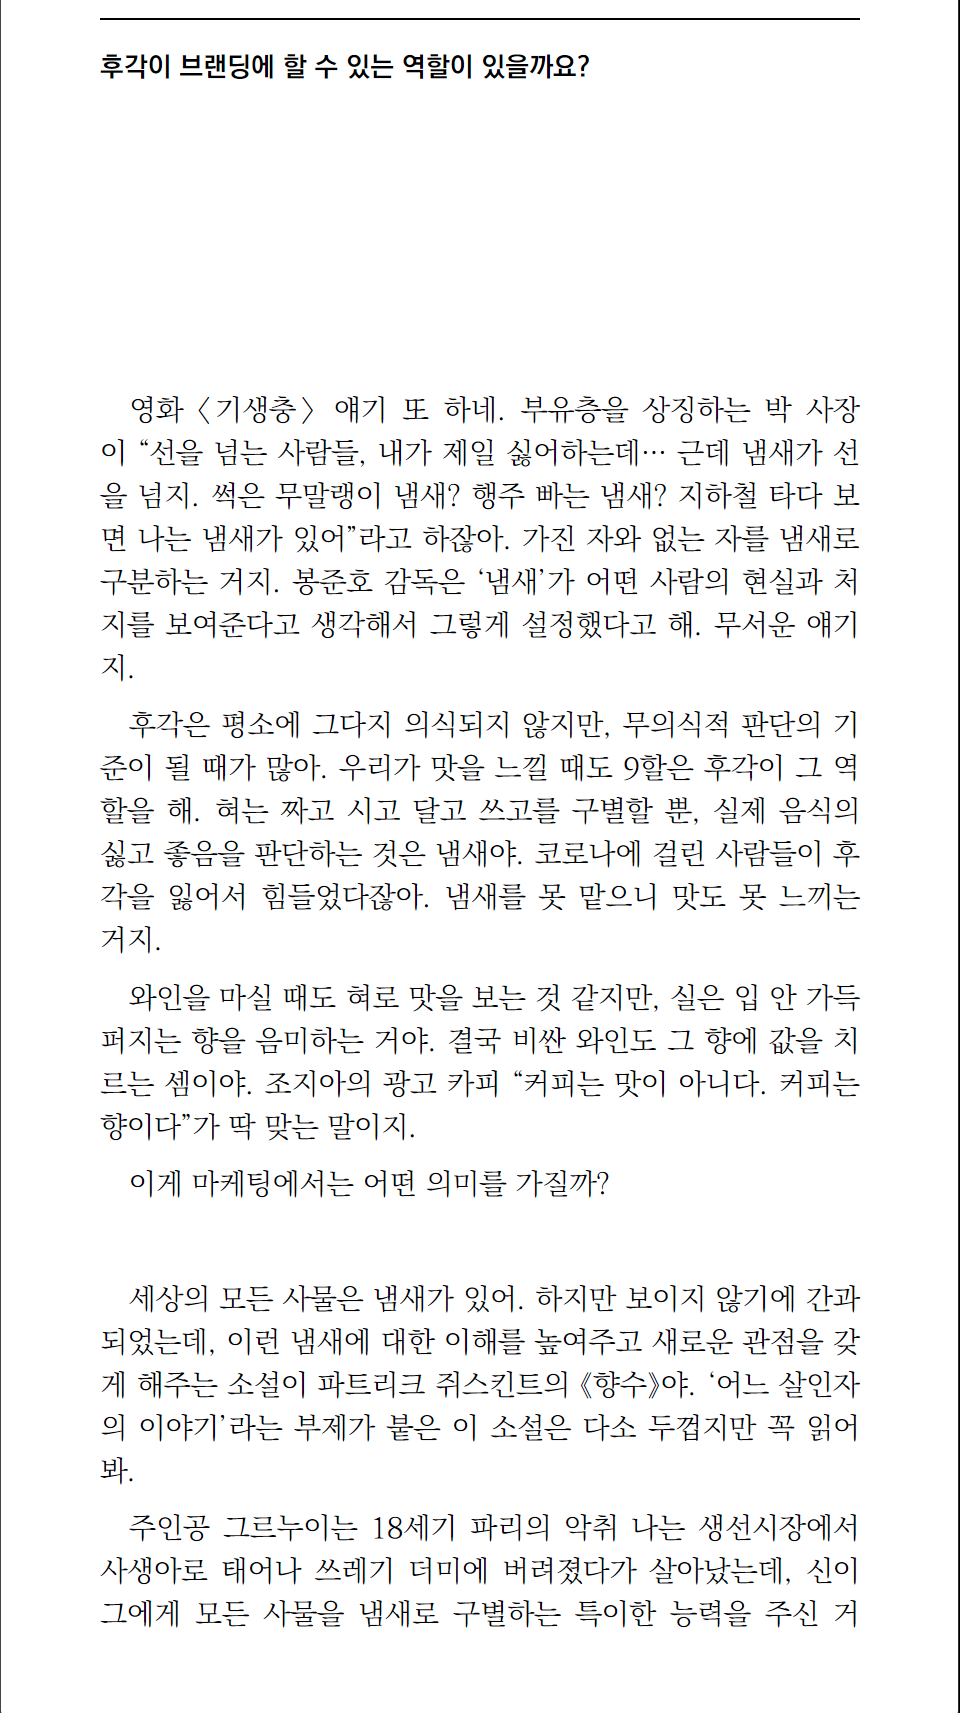 후각이 브랜딩에 할 수 있는 역할이 있을까요?
영화 〈기생충〉 얘기 또 하네. 부유층을 상징하는 박 사장
이 “선을 넘는 사람들, 내가 제일 싫어하는데… 근데 냄새가 선
을 넘지. 썩은 무말랭이 냄새? 행주 빠는 냄새? 지하철 타다 보
면 나는 냄새가 있어”라고 하잖아. 가진 자와 없는 자를 냄새로
구분하는 거지. 봉준호 감독은 ‘냄새’가 어떤 사람의 현실과 처
지를 보여준다고 생각해서 그렇게 설정했다고 해. 무서운 얘기
지.
후각은 평소에 그다지 의식되지 않지만, 무의식적 판단의 기
준이 될 때가 많아. 우리가 맛을 느낄 때도 9할은 후각이 그 역
할을 해. 혀는 짜고 시고 달고 쓰고를 구별할 뿐, 실제 음식의
싫고 좋음을 판단하는 것은 냄새야. 코로나에 걸린 사람들이 후
각을 잃어서 힘들었다잖아. 냄새를 못 맡으니 맛도 못 느끼는
거지.
와인을 마실 때도 혀로 맛을 보는 것 같지만, 실은 입 안 가득
퍼지는 향을 음미하는 거야. 결국 비싼 와인도 그 향에 값을 치
르는 셈이야. 조지아의 광고 카피 “커피는 맛이 아니다. 커피는
향이다”가 딱 맞는 말이지.
이게 마케팅에서는 어떤 의미를 가질까?
세상의 모든 사물은 냄새가 있어. 하지만 보이지 않기에 간과
되었는데, 이런 냄새에 대한 이해를 높여주고 새로운 관점을 갖
게 해주는 소설이 파트리크 쥐스킨트의 《향수》야. ‘어느 살인자
의 이야기’라는 부제가 붙은 이 소설은 다소 두껍지만 꼭 읽어
봐.
주인공 그르누이는 18세기 파리의 악취 나는 생선시장에서
사생아로 태어나 쓰레기 더미에 버려졌다가 살아났는데, 신이
그에게 모든 사물을 냄새로 구별하는 특이한 능력을 주신 거